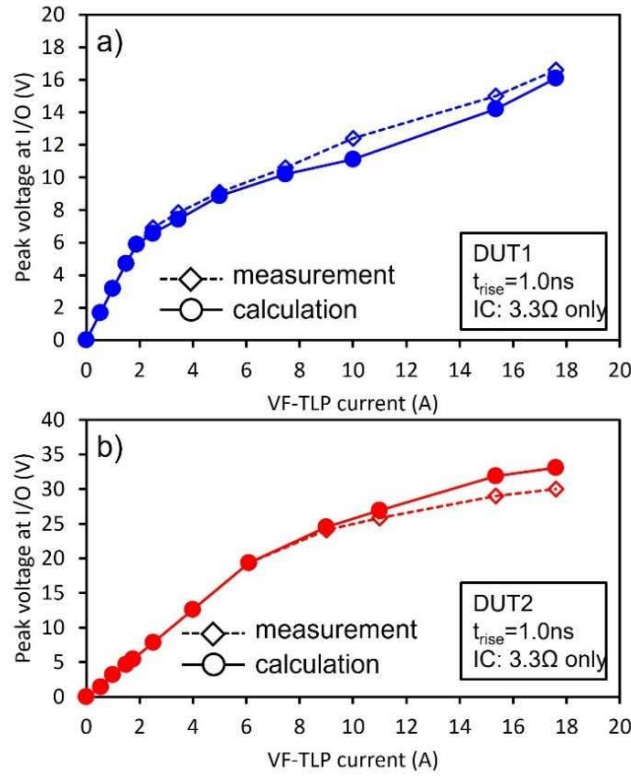 a)
Peak voltage at I/O (V)
20
18
16
14
12
10
8
6
4
2
0
measurement
calculation
DUT1
t_rise=1.0ns
IC: 3.3Ω only
0 2 4 6 8 10 12 14 16 18 20
VF-TLP current (A)
b)
Peak voltage at I/O (V)
40
35
30
25
20
15
10
5
0
measurement
calculation
DUT2
t_rise=1.0ns
IC: 3.3Ω only
0 2 4 6 8 10 12 14 16 18 20
VF-TLP current (A)